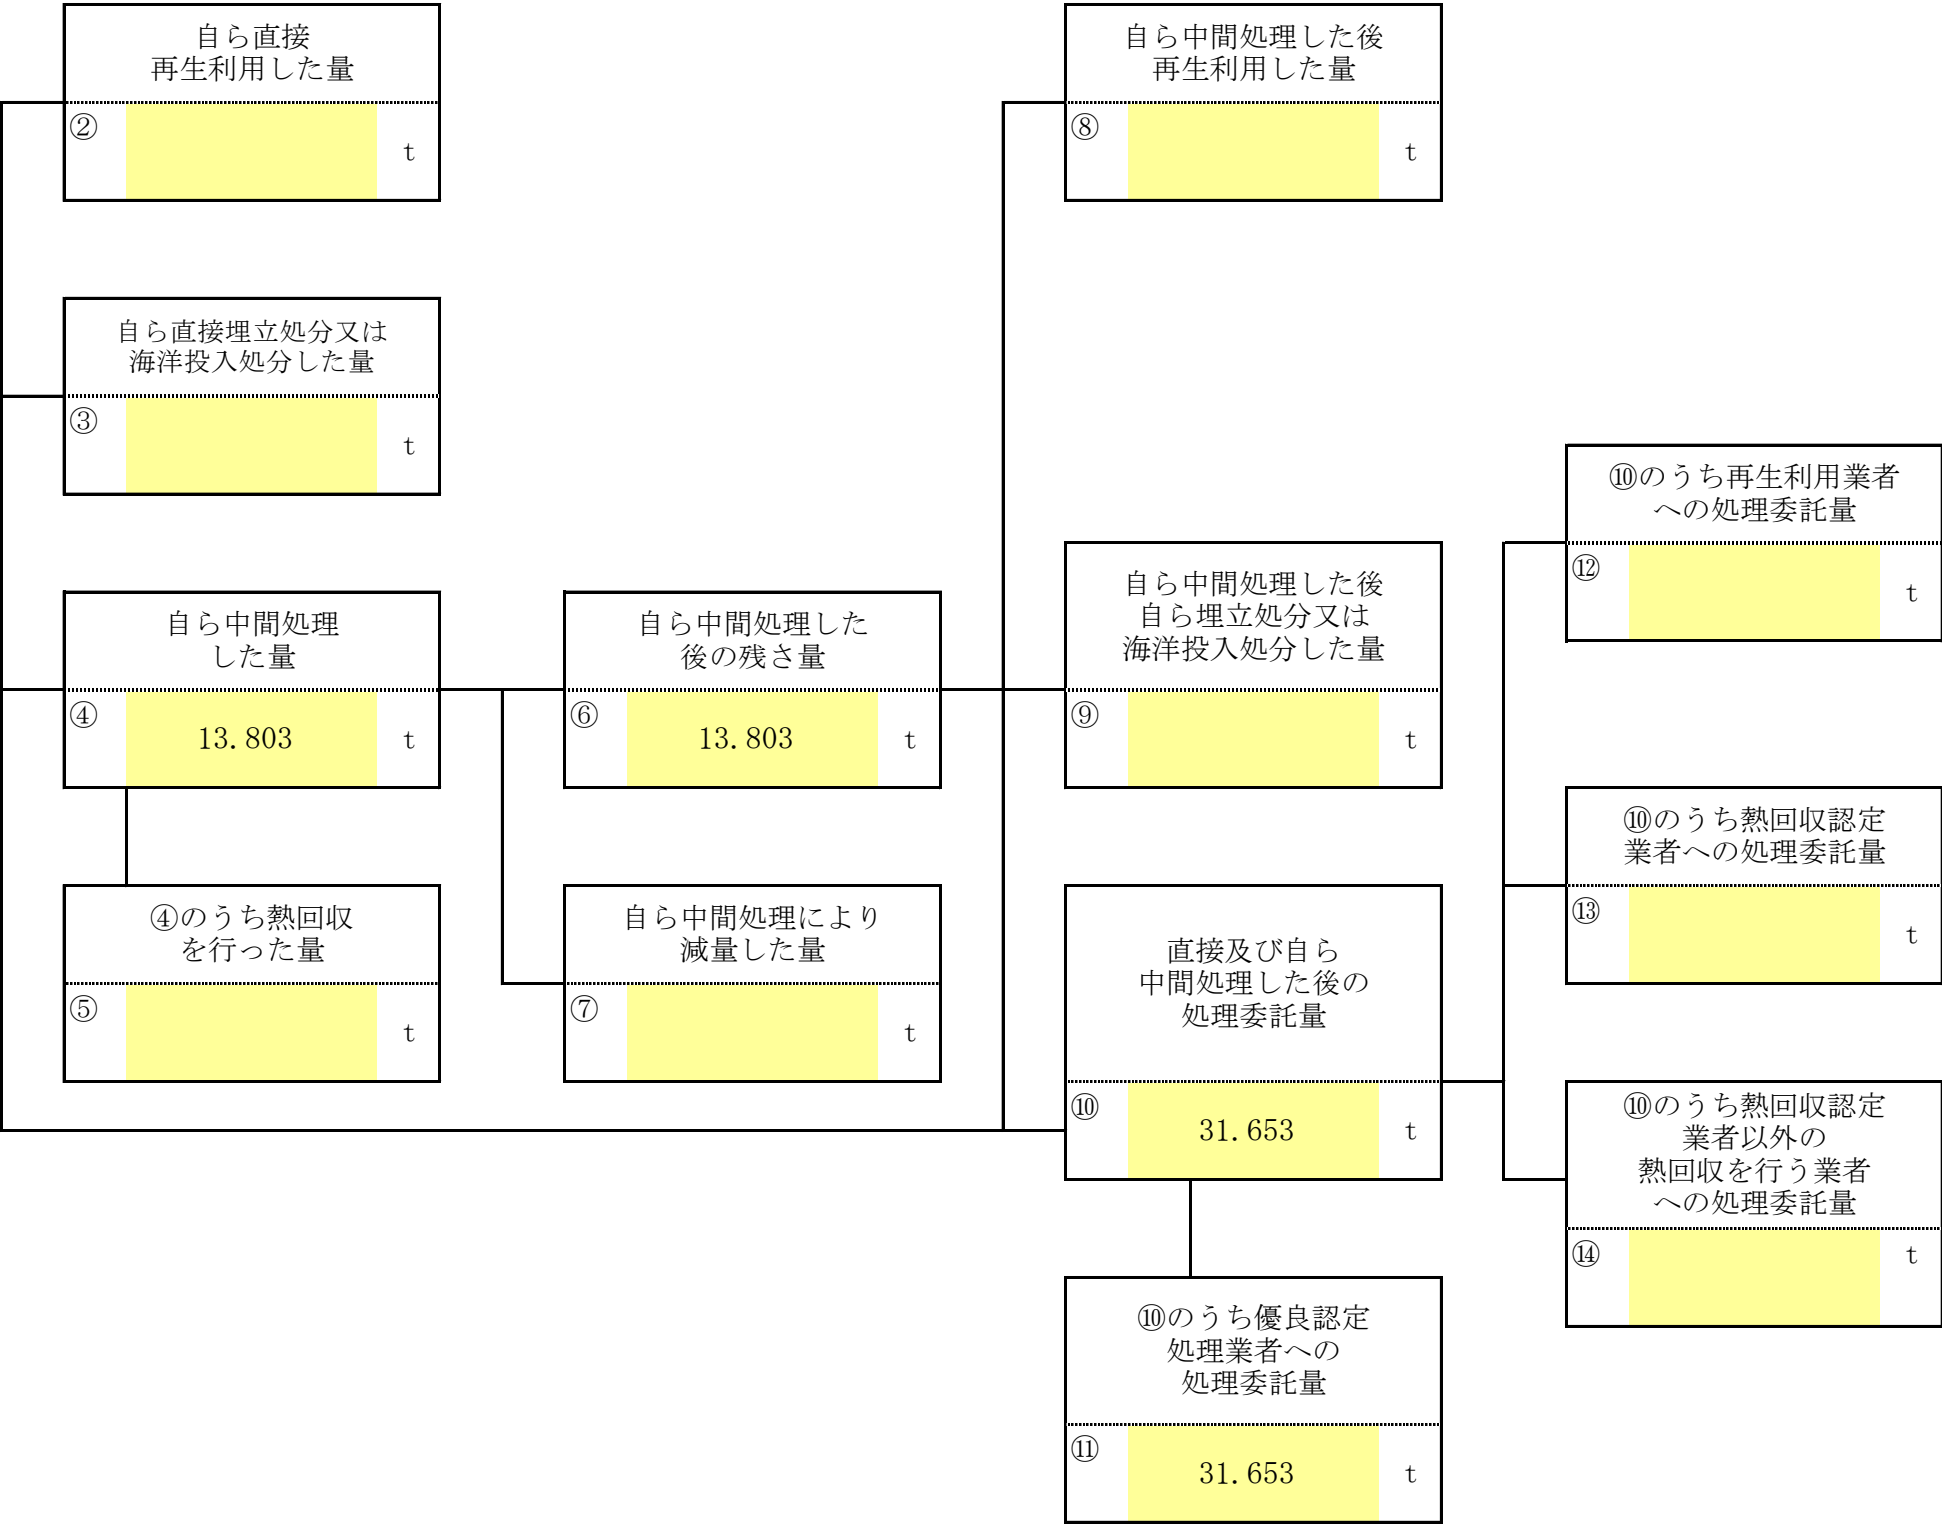 自ら直接
再生利用した量
②
t
自ら中間処理した後
再生利用した量
⑧
t
自ら直接埋立処分又は
海洋投入処分した量
③
t
⑩のうち再生利用業者
への処理委託量
⑫
t
自ら中間処理
した量
④
13.803
t
自ら中間処理した
後の残さ量
⑥
13.803
t
自ら中間処理した後
自ら埋立処分又は
海洋投入処分した量
⑨
t
⑩のうち熱回収認定
業者への処理委託量
⑬
t
④のうち熱回収
を行った量
⑤
t
自ら中間処理により
減量した量
⑦
t
直接及び自ら
中間処理した後の
処理委託量
⑩
31.653
t
⑩のうち熱回収認定
業者以外の
熱回収を行う業者
への処理委託量
⑭
t
⑩のうち優良認定
処理業者への
処理委託量
⑪
31.653
t